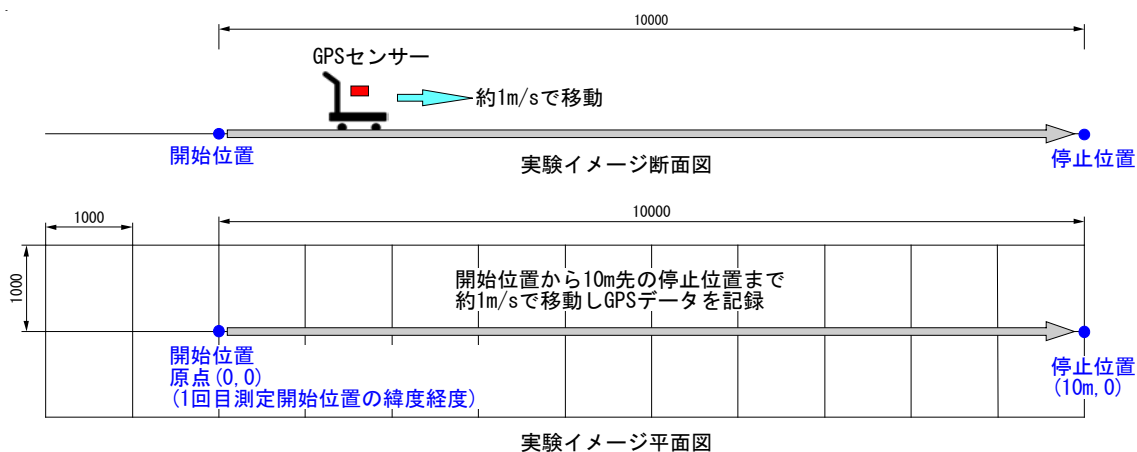 10000
GPSセンサー
約1m/sで移動
開始位置
停止位置
実験イメージ断面図
1000
10000
1000
開始位置から10m先の停止位置まで
約1m/sで移動しGPSデータを記録
開始位置
原点(0,0)
(1回目測定開始位置の緯度経度)
停止位置
(10m,0)
実験イメージ平面図